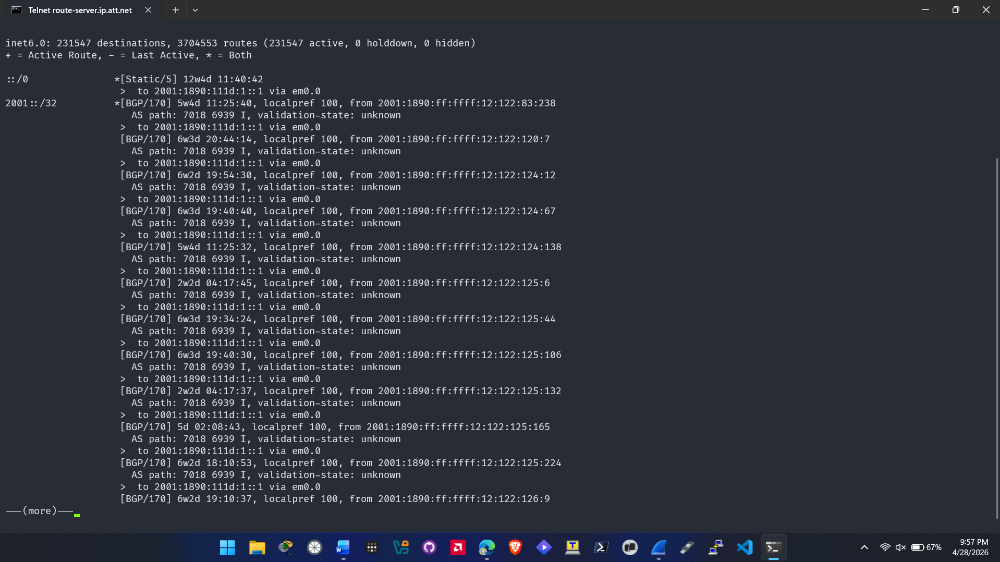 Telnet route-server.ip.att.net
inet6.0: 231547 destinations, 3704553 routes (231547 active, 0 holddown, 0 hidden)
+ = Active Route, - = Last Active, * = Both
::/0 *[Static/5] 12w4d 11:40:42
> to 2001:1890:111d:1::1 via em0.0
2001::/32 *[BGP/170] 5w4d 11:25:40, localpref 100, from 2001:1890:ff:ffff:12:122:83:238
AS path: 7018 6939 I, validation-state: unknown
> to 2001:1890:111d:1::1 via em0.0
[BGP/170] 6w3d 20:44:14, localpref 100, from 2001:1890:ff:ffff:12:122:120:7
AS path: 7018 6939 I, validation-state: unknown
> to 2001:1890:111d:1::1 via em0.0
[BGP/170] 6w2d 19:54:30, localpref 100, from 2001:1890:ff:ffff:12:122:124:12
AS path: 7018 6939 I, validation-state: unknown
> to 2001:1890:111d:1::1 via em0.0
[BGP/170] 6w3d 19:40:40, localpref 100, from 2001:1890:ff:ffff:12:122:124:67
AS path: 7018 6939 I, validation-state: unknown
> to 2001:1890:111d:1::1 via em0.0
[BGP/170] 5w4d 11:25:32, localpref 100, from 2001:1890:ff:ffff:12:122:124:138
AS path: 7018 6939 I, validation-state: unknown
> to 2001:1890:111d:1::1 via em0.0
[BGP/170] 2w2d 04:17:45, localpref 100, from 2001:1890:ff:ffff:12:122:125:6
AS path: 7018 6939 I, validation-state: unknown
> to 2001:1890:111d:1::1 via em0.0
[BGP/170] 6w3d 19:34:24, localpref 100, from 2001:1890:ff:ffff:12:122:125:44
AS path: 7018 6939 I, validation-state: unknown
> to 2001:1890:111d:1::1 via em0.0
[BGP/170] 6w3d 19:40:30, localpref 100, from 2001:1890:ff:ffff:12:122:125:106
AS path: 7018 6939 I, validation-state: unknown
> to 2001:1890:111d:1::1 via em0.0
[BGP/170] 2w2d 04:17:37, localpref 100, from 2001:1890:ff:ffff:12:122:125:132
AS path: 7018 6939 I, validation-state: unknown
> to 2001:1890:111d:1::1 via em0.0
[BGP/170] 5d 02:08:43, localpref 100, from 2001:1890:ff:ffff:12:122:125:165
AS path: 7018 6939 I, validation-state: unknown
> to 2001:1890:111d:1::1 via em0.0
[BGP/170] 6w2d 18:10:53, localpref 100, from 2001:1890:ff:ffff:12:122:125:224
AS path: 7018 6939 I, validation-state: unknown
> to 2001:1890:111d:1::1 via em0.0
[BGP/170] 6w2d 19:10:37, localpref 100, from 2001:1890:ff:ffff:12:122:126:9
---(more)---
67%
9:57 PM
4/28/2026